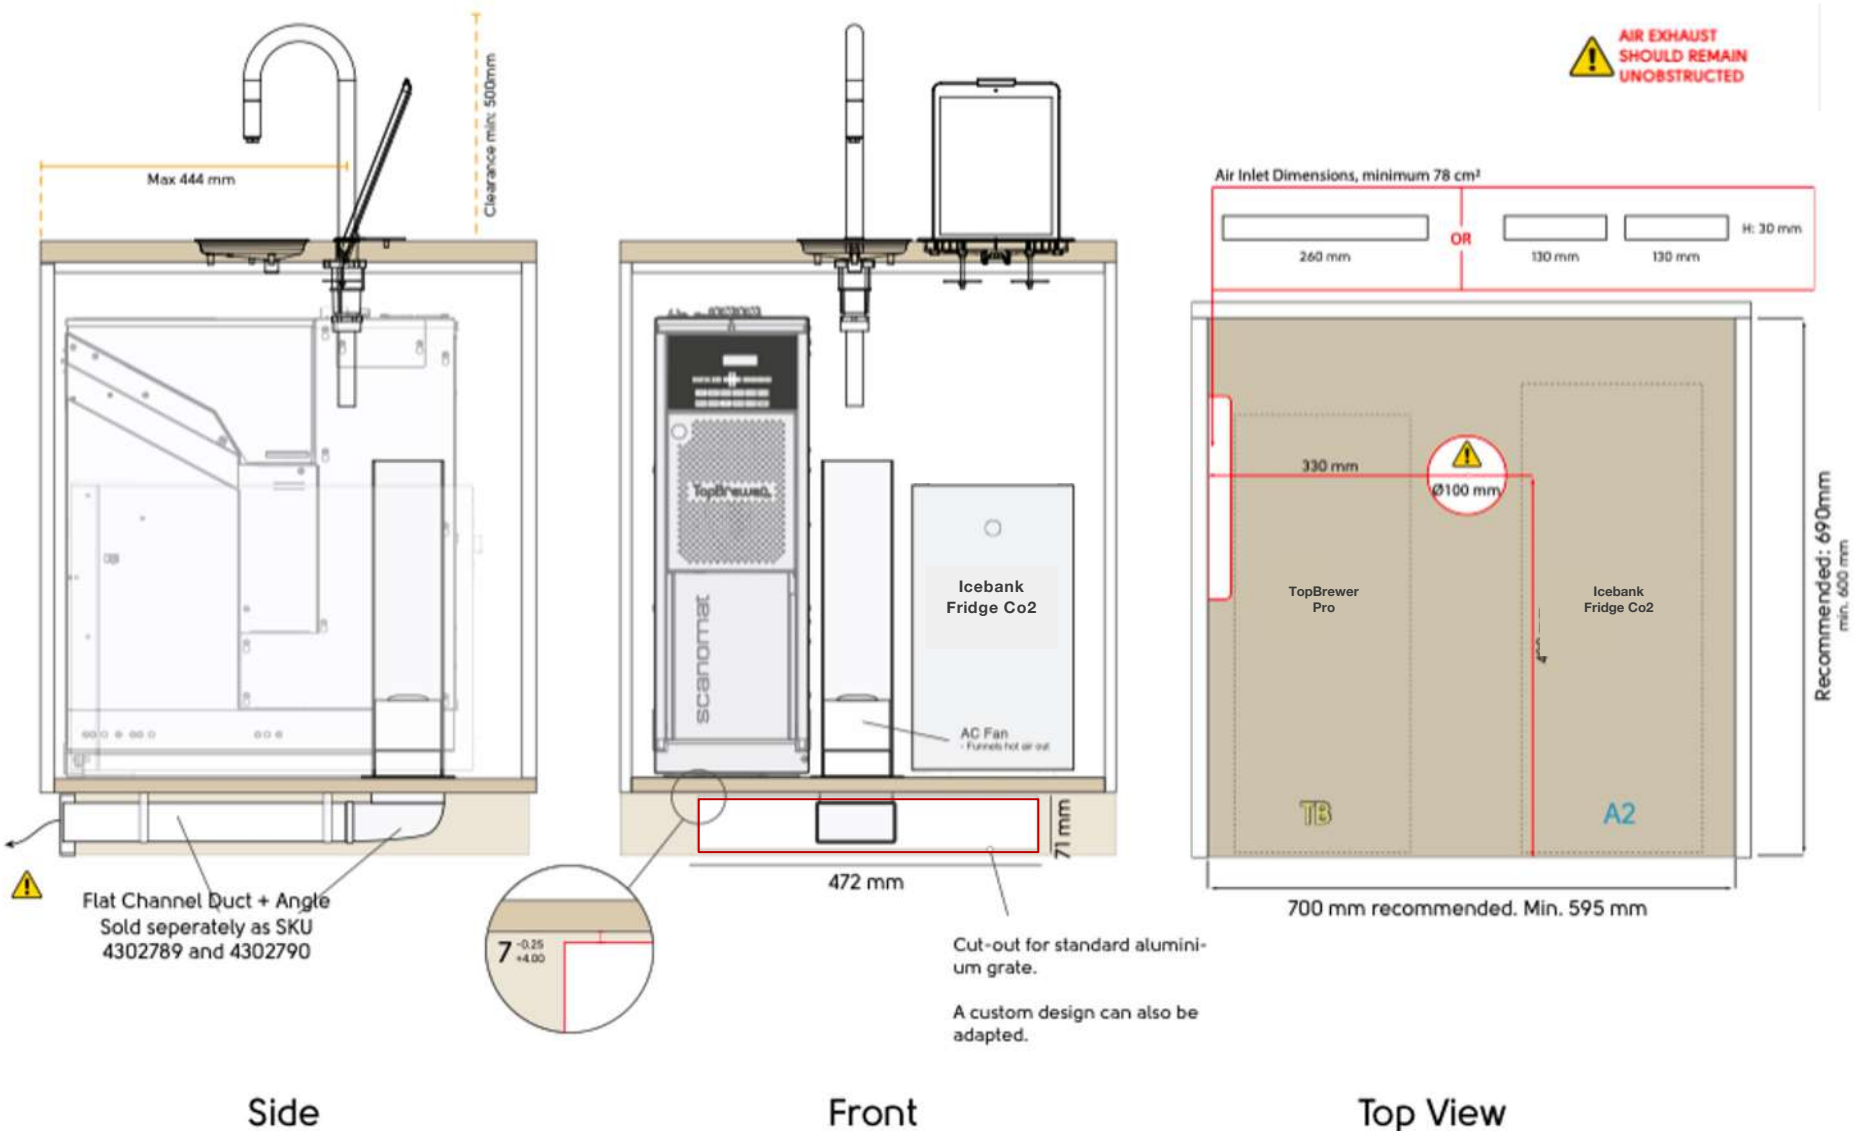 AIR EXHAUST
SHOULD REMAIN
UNOBSTRUCTED
Clearance min: 500mm
Max 444 mm
Air Inlet Dimensions, minimum 78 cm²
260 mm
OR
130 mm
130 mm
H: 30 mm
TopBrewer
scanomat
Icebank
Fridge Co2
AC Fan
- Funnels hot air out
330 mm
Ø100 mm
TopBrewer
Pro
Icebank
Fridge Co2
TB
A2
Recommended: 690mm
min. 600 mm
700 mm recommended. Min. 595 mm
71 mm
472 mm
Flat Channel Duct + Angle
Sold seperately as SKU
4302789 and 4302790
7 -0.25
+4.00
Cut-out for standard alumini-
um grate.
A custom design can also be
adapted.
Side
Front
Top View